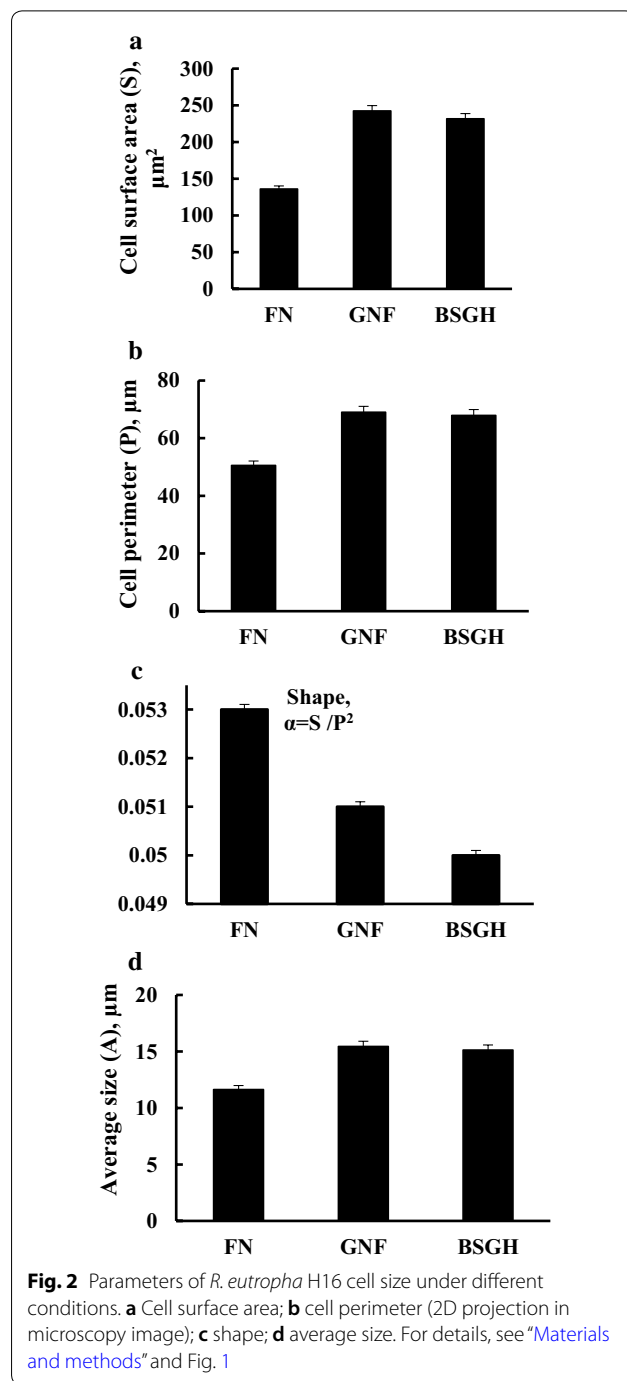 a
Cell surface area (S),
µm²
300
250
200
150
100
50
0
FN GNF BSGH
b
Cell perimeter (P), µm
80
60
40
20
0
FN GNF BSGH
c
Shape,
α=S /P²
0.053
0.052
0.051
0.05
0.049
FN GNF BSGH
d
Average size (A), µm
20
15
10
5
0
FN GNF BSGH
Fig. 2 Parameters of R. eutropha H16 cell size under different
conditions. a Cell surface area; b cell perimeter (2D projection in
microscopy image); c shape; d average size. For details, see “Materials
and methods” and Fig. 1